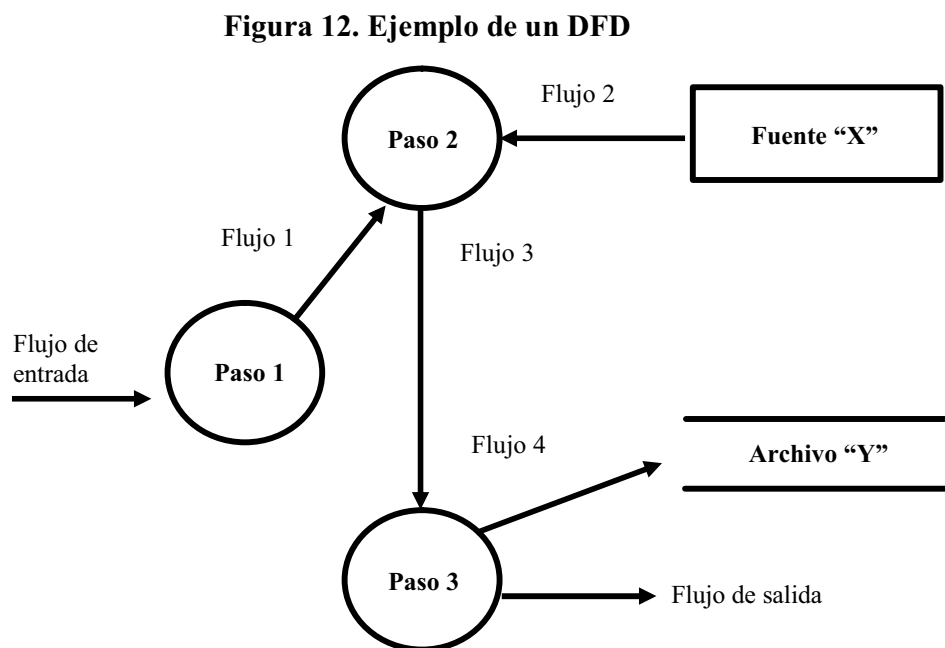 Figura 12. Ejemplo de un DFD
Flujo 2
Paso 2
Fuente “X”
Flujo 1
Flujo 3
Flujo de
entrada
Paso 1
Flujo 4
Archivo “Y”
Paso 3
Flujo de salida